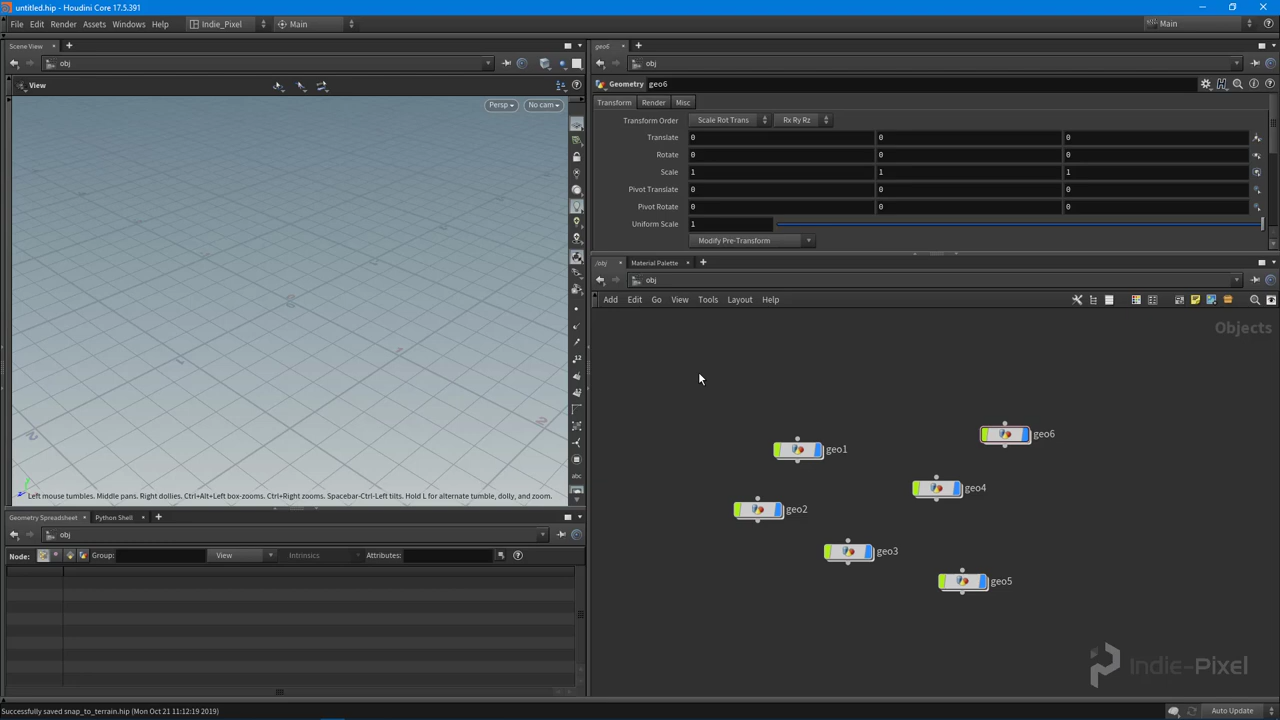 untitled.hip - Houdini Core 17.5.391
File Edit Render Assets Windows Help Indie_Pixel Main Main
Scene View
obj
View
Persp No cam
Left mouse tumbles. Middle pans. Right dollies. Ctrl+Alt+Left box-zooms. Ctrl+Right zooms. Spacebar-Ctrl-Left tilts. Hold L for alternate tumble, dolly, and zoom.
Geometry Spreadsheet Python Shell
obj
Node: Group: View Intrinsics Attributes:
geo6
obj
Geometry geo6
Transform Render Misc
Transform Order Scale Rot Trans Rx Ry Rz
Translate 0 0 0
Rotate 0 0 0
Scale 1 1 1
Pivot Translate 0 0 0
Pivot Rotate 0 0 0
Uniform Scale 1
Modify Pre-Transform
/obj Material Palette
obj
Add Edit Go View Tools Layout Help
Objects
geo6
geo1
geo4
geo2
geo3
geo5
Indie-Pixel
Successfully saved snap_to_terrain.hip (Mon Oct 21 11:12:19 2019)
Auto Update